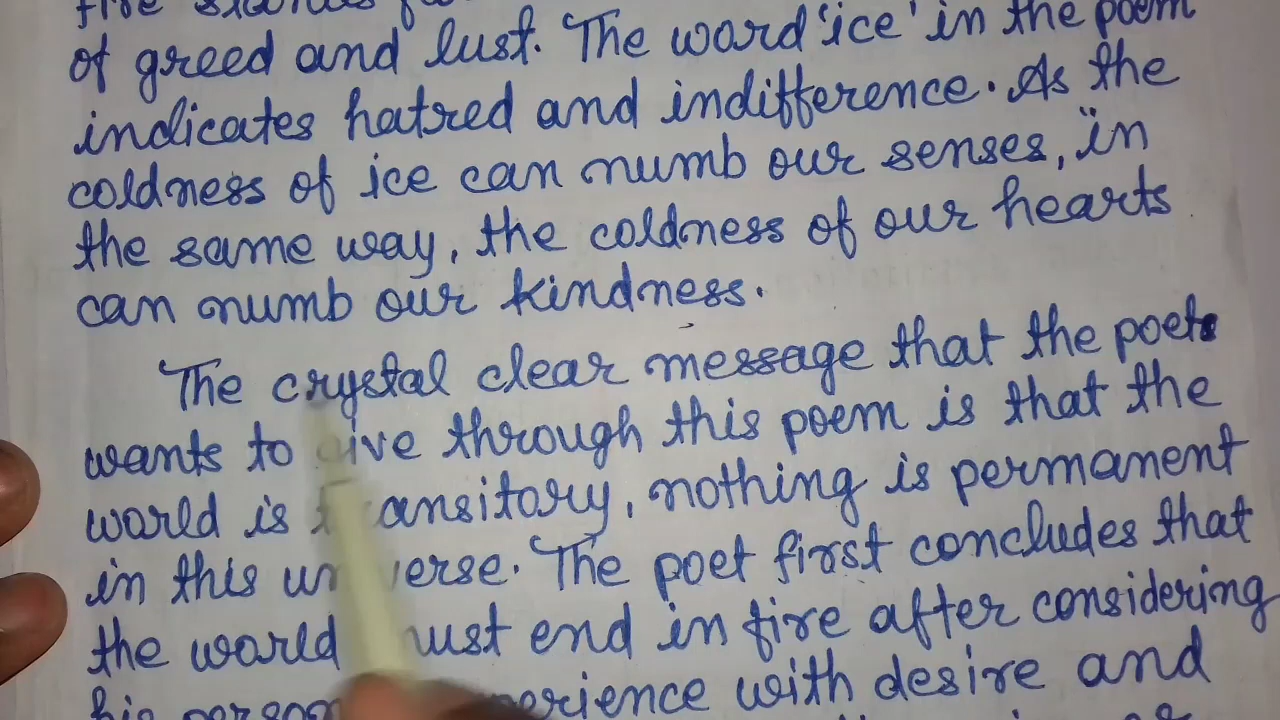 of greed and lust. The word 'ice' in the poem
indicates hatred and indifference. As the
coldness of ice can numb our senses, in
the same way, the coldness of our hearts
can numb our kindness.
The crystal clear message that the poet
wants to give through this poem is that the
world is transitory, nothing is permanent
in this universe. The poet first concludes that
the world must end in fire after considering
his experience with desire and